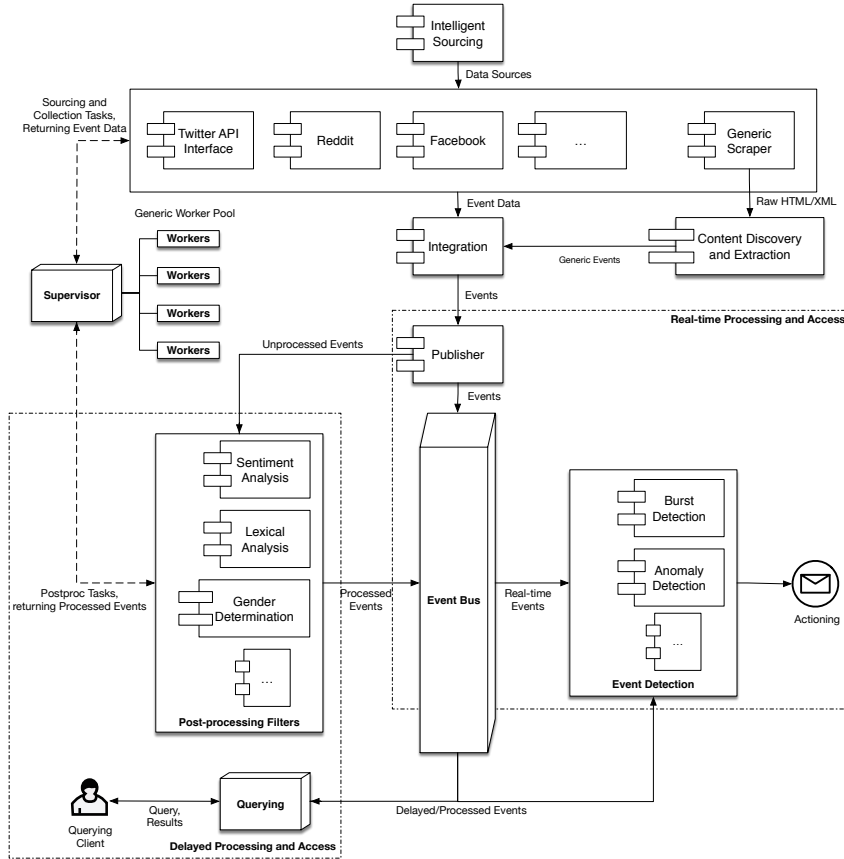 Intelligent
Sourcing
Data Sources
Sourcing and
Collection Tasks,
Returning Event Data
Twitter API
Interface
Reddit
Facebook
...
Generic
Scraper
Event Data
Raw HTML/XML
Generic Worker Pool
Workers
Workers
Workers
Workers
Supervisor
Integration
Generic Events
Content Discovery
and Extraction
Events
Real-time Processing and Access
Unprocessed Events
Publisher
Events
Sentiment
Analysis
Lexical
Analysis
Gender
Determination
...
Post-processing Filters
Postproc Tasks,
returning Processed Events
Processed
Events
Event Bus
Real-time
Events
Burst
Detection
Anomaly
Detection
...
Event Detection
Actioning
Querying
Client
Query,
Results
Querying
Delayed/Processed Events
Delayed Processing and Access